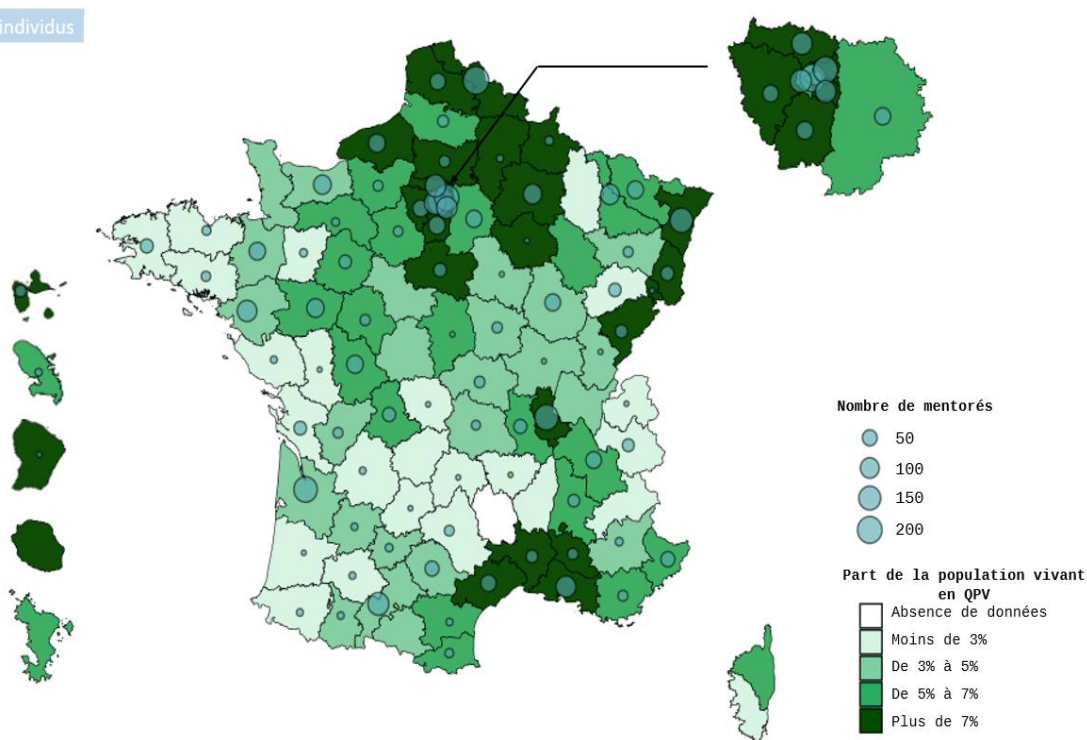 individus
Nombre de mentorés
50
100
150
200
Part de la population vivant
en QPV
Absence de données
Moins de 3%
De 3% à 5%
De 5% à 7%
Plus de 7%